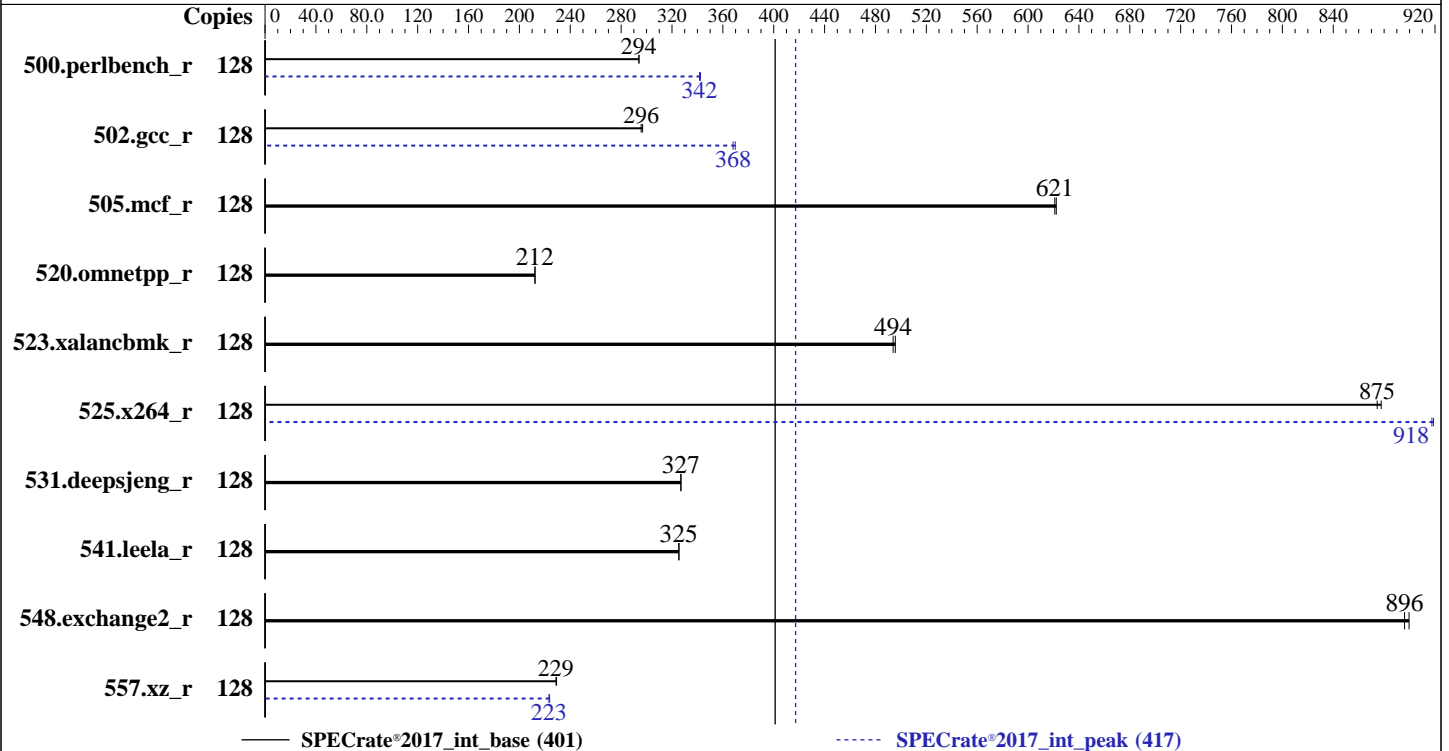 Copies 0 40.0 80.0 120 160 200 240 280 320 360 400 440 480 520 560 600 640 680 720 760 800 840 920
294
500.perlbench_r 128
342
296
502.gcc_r 128
368
621
505.mcf_r 128
212
520.omnetpp_r 128
494
523.xalancbmk_r 128
875
525.x264_r 128
918
327
531.deepsjeng_r 128
325
541.leela_r 128
896
548.exchange2_r 128
229
557.xz_r 128
223
SPECrate®2017_int_base (401) SPECrate®2017_int_peak (417)